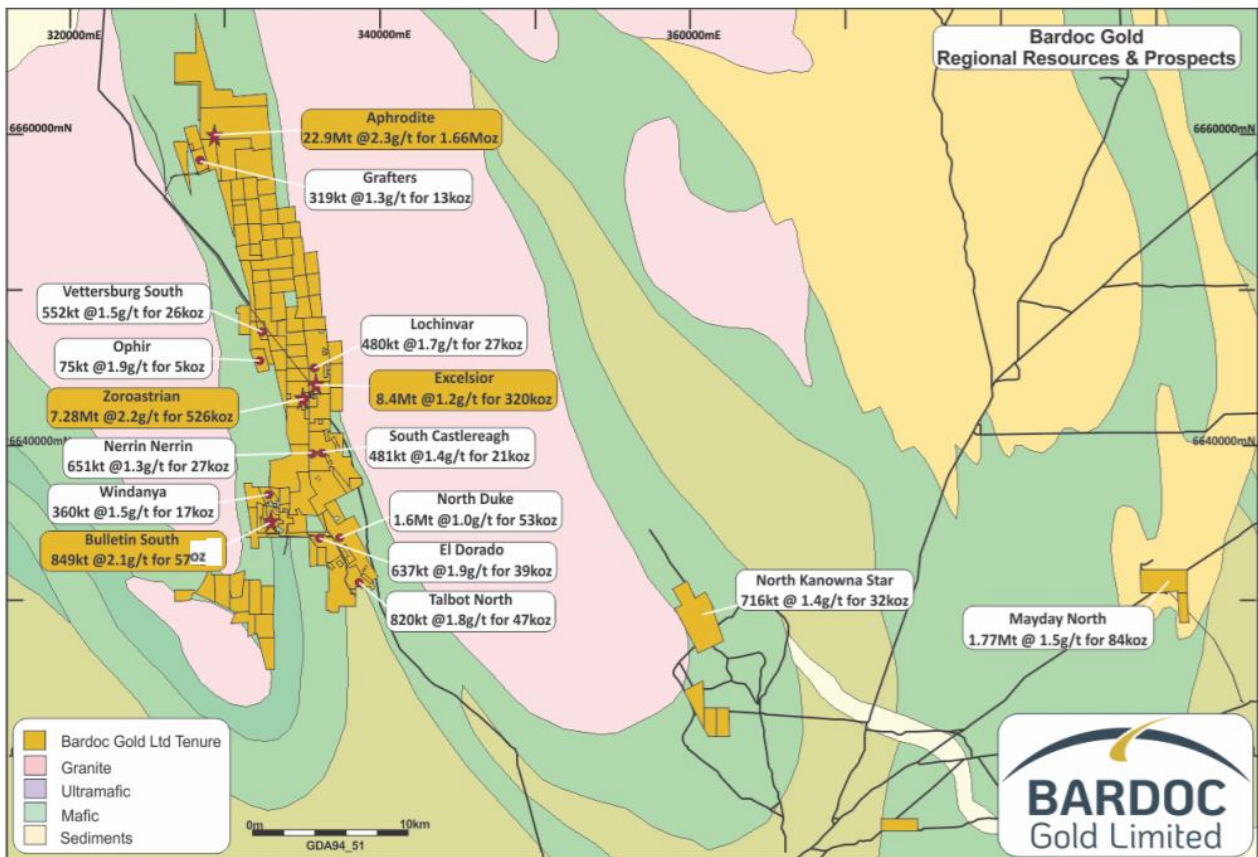 320000mE
340000mE
360000mE
Bardoc Gold
Regional Resources & Prospects
6660000mN
6660000mN
Aphrodite
22.9Mt @2.3g/t for 1.66Moz
Grafters
319kt @1.3g/t for 13koz
Vettersburg South
552kt @1.5g/t for 26koz
Lochinvar
480kt @1.7g/t for 27koz
Ophir
75kt @1.9g/t for 5koz
Excelsior
8.4Mt @1.2g/t for 320koz
Zoroastrian
7.28Mt @2.2g/t for 526koz
6640000mN
6640000mN
South Castlereagh
481kt @1.4g/t for 21koz
Nerrin Nerrin
651kt @1.3g/t for 27koz
Windanya
360kt @1.5g/t for 17koz
North Duke
1.6Mt @1.0g/t for 53koz
Bulletin South
849kt @2.1g/t for 57oz
El Dorado
637kt @1.9g/t for 39koz
Talbot North
820kt @1.8g/t for 47koz
North Kanowna Star
716kt @ 1.4g/t for 32koz
Mayday North
1.77Mt @ 1.5g/t for 84koz
Bardoc Gold Ltd Tenure
Granite
Ultramafic
Mafic
Sediments
0m 10km
GDA94_51
BARDOC
Gold Limited